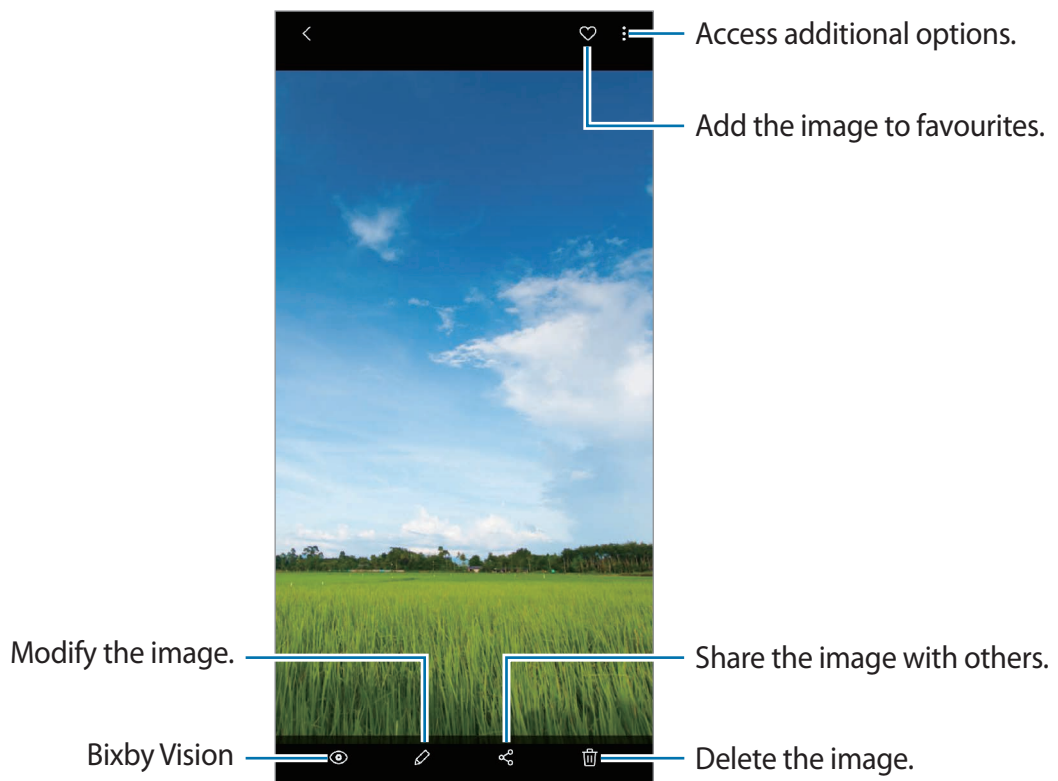 Access additional options.
Add the image to favourites.
Modify the image.
Share the image with others.
Bixby Vision
Delete the image.